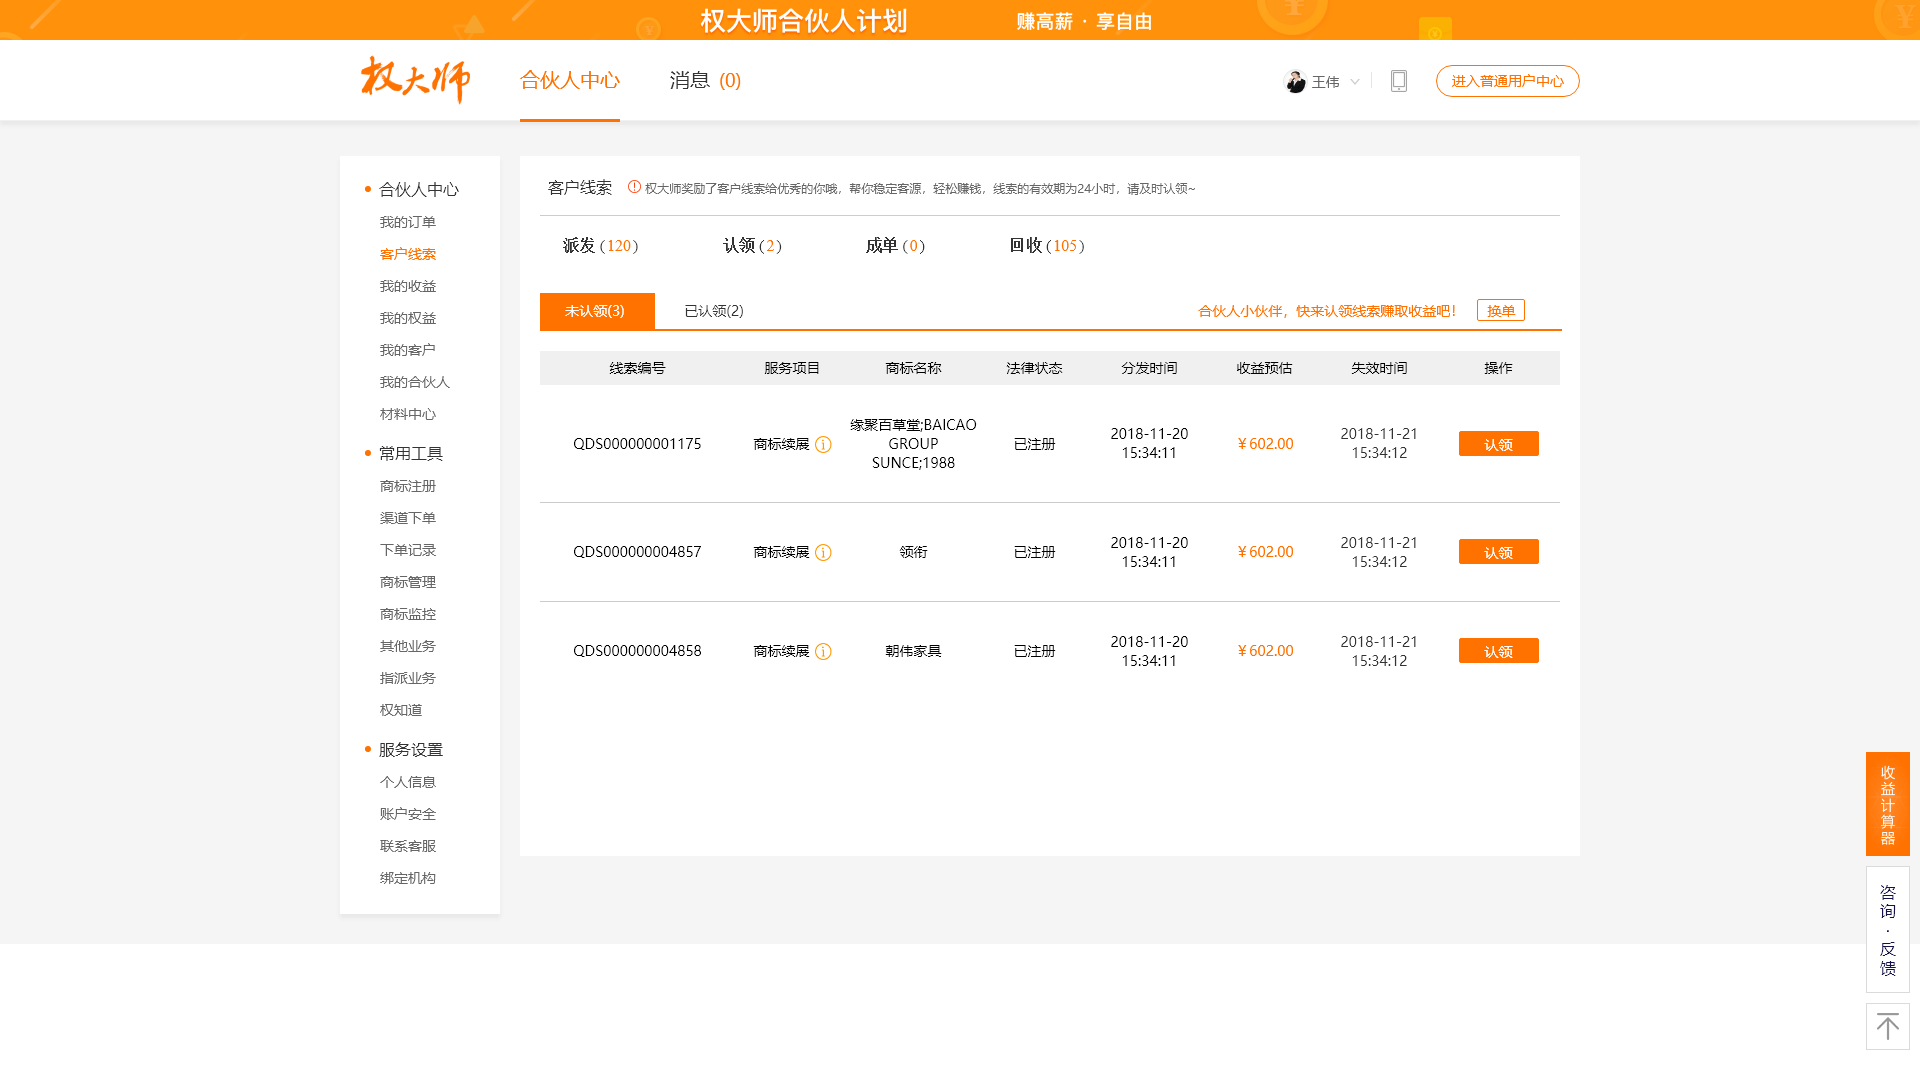 权大师合伙人计划 赚高薪 · 享自由
权大师 合伙人中心 消息 (0) 王伟 进入普通用户中心
合伙人中心
我的订单
客户线索
我的收益
我的权益
我的客户
我的合伙人
材料中心
常用工具
商标注册
渠道下单
下单记录
商标管理
商标监控
其他业务
指派业务
权知道
服务设置
个人信息
账户安全
联系客服
绑定机构
客户线索 权大师奖励了客户线索给优秀的你哦，帮你稳定客源，轻松赚钱，线索的有效期为24小时，请及时认领~
派发 (120) 认领 (2) 成单 (0) 回收 (105)
未认领(3) 已认领(2) 合伙人小伙伴，快来认领线索赚取收益吧！ 换单
线索编号 服务项目 商标名称 法律状态 分发时间 收益预估 失效时间 操作
QDS000000001175 商标续展 缘聚百草堂;BAICAO
GROUP
SUNCE;1988 已注册 2018-11-20
15:34:11 ￥602.00 2018-11-21
15:34:12 认领
QDS000000004857 商标续展 领衔 已注册 2018-11-20
15:34:11 ￥602.00 2018-11-21
15:34:12 认领
QDS000000004858 商标续展 朝伟家具 已注册 2018-11-20
15:34:11 ￥602.00 2018-11-21
15:34:12 认领
收益计算器
咨询·反馈